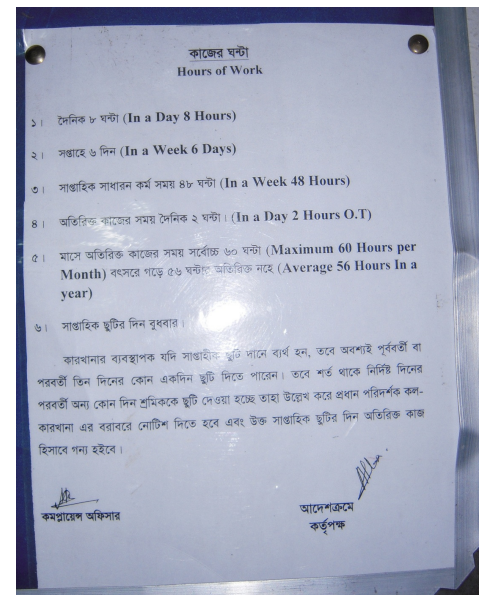 কাজের ঘন্টা
Hours of Work
১। দৈনিক ৮ ঘন্টা (In a Day 8 Hours)
২। সপ্তাহে ৬ দিন (In a Week 6 Days)
৩। সাপ্তাহিক সাধারন কর্ম সময় ৪৮ ঘন্টা (In a Week 48 Hours)
৪। অতিরিক্ত কাজের সময় দৈনিক ২ ঘন্টা। (In a Day 2 Hours O.T)
৫। মাসে অতিরিক্ত কাজের সময় সর্বোচ্চ ৬০ ঘন্টা (Maximum 60 Hours per
Month) বৎসরে গড়ে ৫৬ ঘন্টার অতিরিক্ত নহে (Average 56 Hours In a
year)
৬। সাপ্তাহিক ছুটির দিন বুধবার।
কারখানার ব্যবস্থাপক যদি সাপ্তাহিক ছুটি দানে ব্যর্থ হন, তবে অবশ্যই পূর্ববর্তী বা
পরবর্তী তিন দিনের কোন একদিন ছুটি দিতে পারেন। তবে শর্ত থাকে নির্দিষ্ট দিনের
পরবর্তী অন্য কোন দিন শ্রমিককে ছুটি দেওয়া হচ্ছে তাহা উল্লেখ করে প্রধান পরিদর্শক কল-
কারখানা এর বরাবরে নোটিশ দিতে হবে এবং উক্ত সাপ্তাহিক ছুটির দিন অতিরিক্ত কাজ
হিসাবে গন্য হইবে।
কমপ্লায়েন্স অফিসার
আদেশক্রমে
কর্তৃপক্ষ